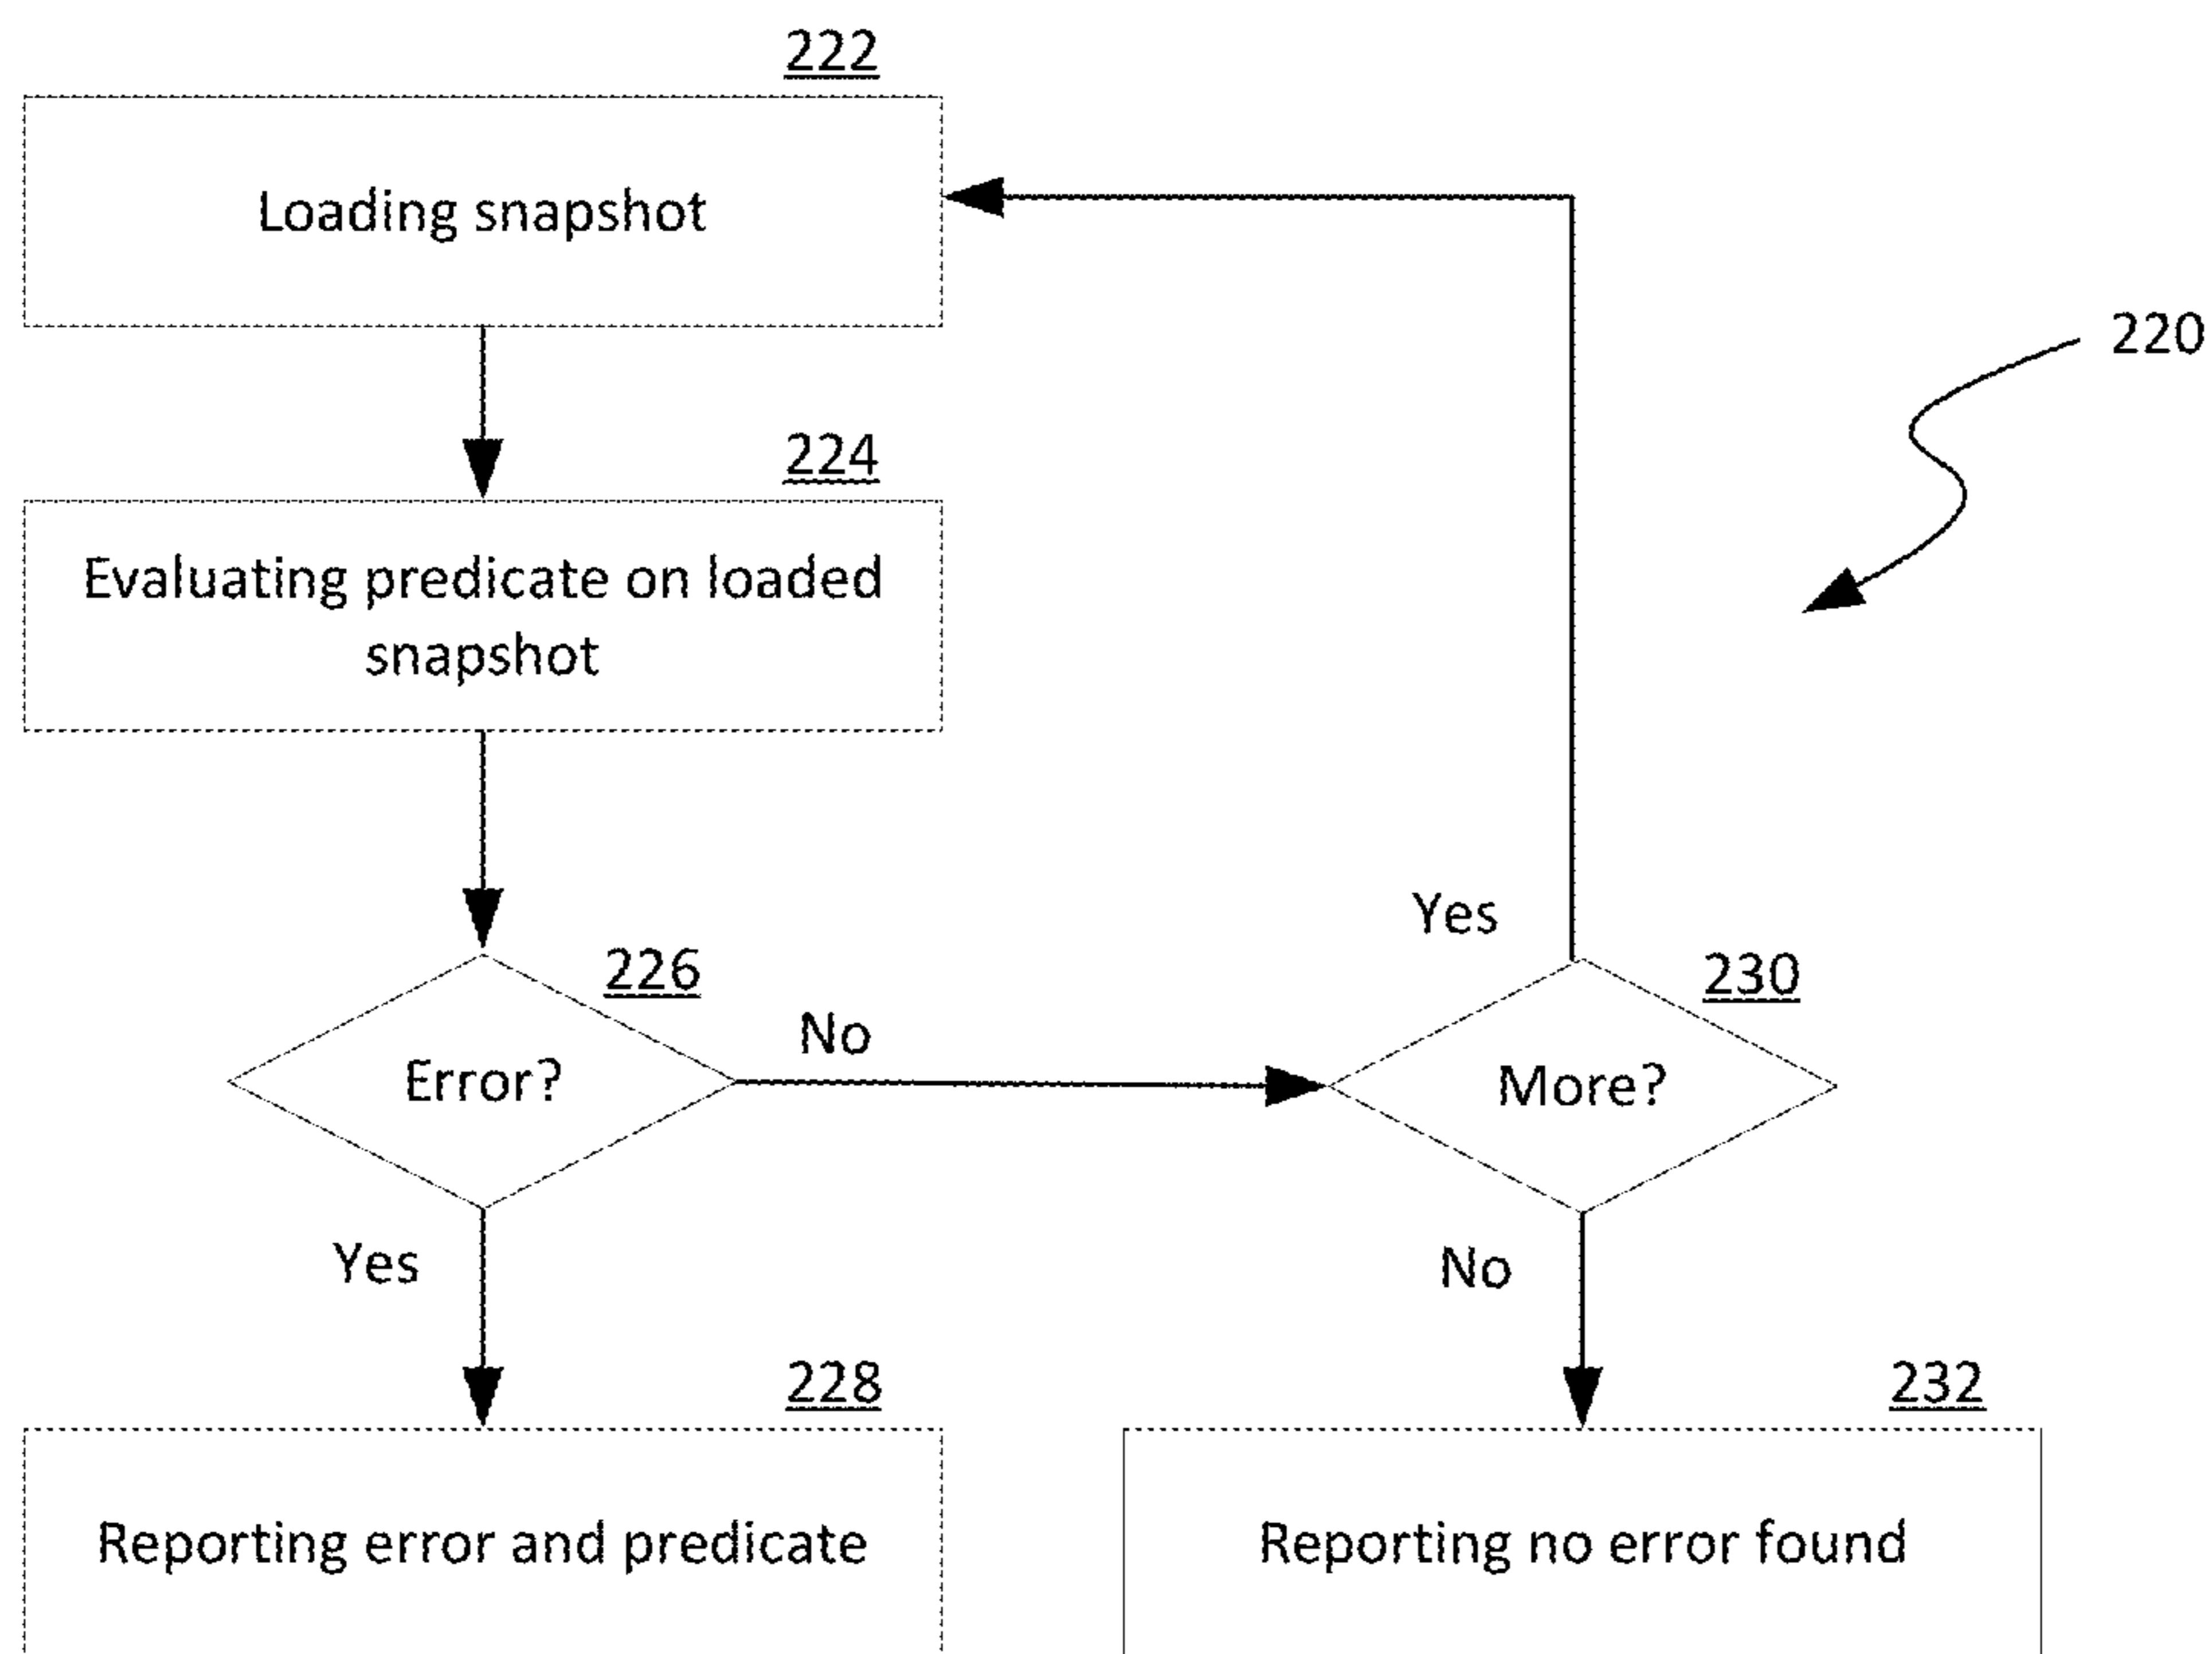 222
Loading snapshot
220
224
Evaluating predicate on loaded
snapshot
226
Error?
No
Yes
230
More?
Yes
No
228
Reporting error and predicate
232
Reporting no error found